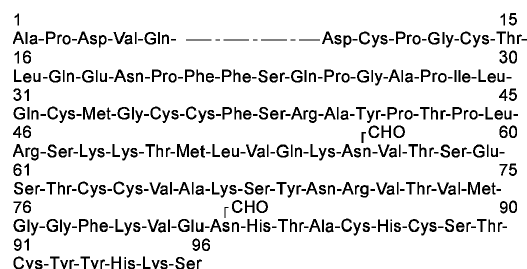 1 15
Ala-Pro-Asp-Val-Gln- —·—·—·— Asp-Cys-Pro-Gly-Cys-Thr-
16 30
Leu-Gln-Glu-Asn-Pro-Phe-Phe-Ser-Gln-Pro-Gly-Ala-Pro-Ile-Leu-
31 45
Gln-Cys-Met-Gly-Cys-Cys-Phe-Ser-Arg-Ala-Tyr-Pro-Thr-Pro-Leu-
46 CHO 60
Arg-Ser-Lys-Lys-Thr-Met-Leu-Val-Gln-Lys-Asn-Val-Thr-Ser-Glu-
61 75
Ser-Thr-Cys-Cys-Val-Ala-Lys-Ser-Tyr-Asn-Arg-Val-Thr-Val-Met-
76 CHO 90
Gly-Gly-Phe-Lys-Val-Glu-Asn-His-Thr-Ala-Cys-His-Cys-Ser-Thr-
91 96
Cys-Tyr-Tyr-His-Lys-Ser